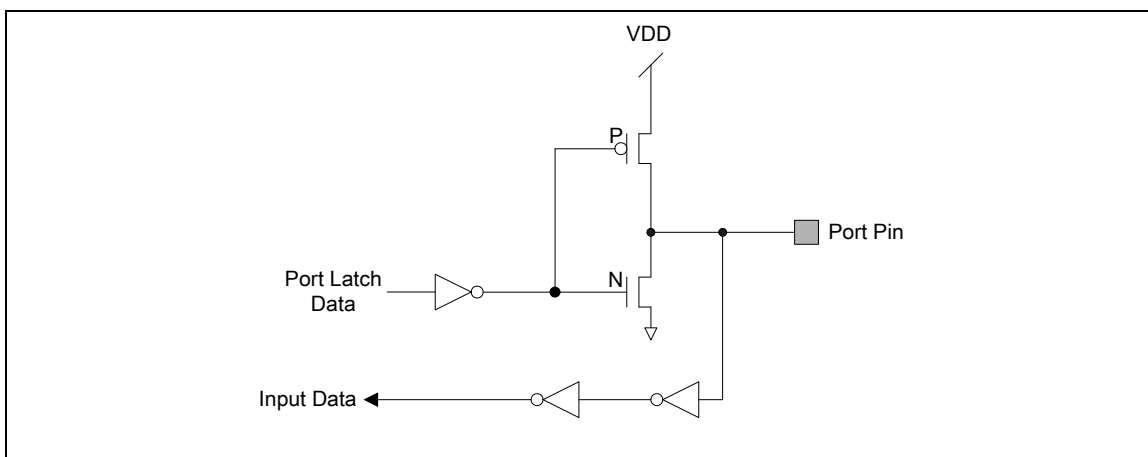 VDD
P
Port Pin
N
Port Latch
Data
Input Data